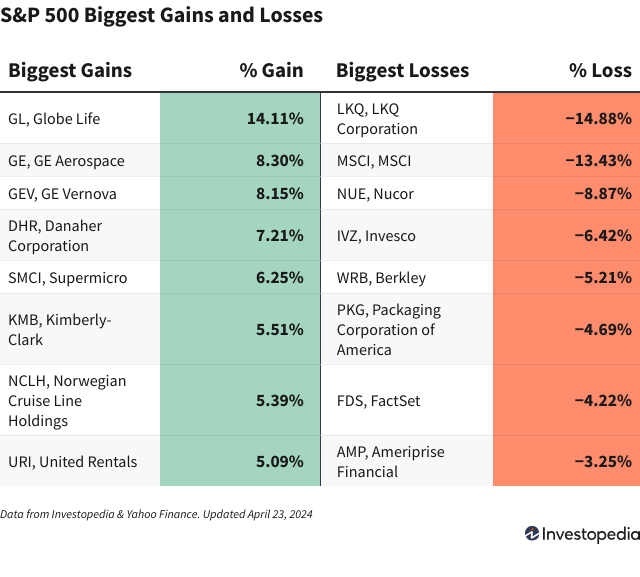 S&P 500 Biggest Gains and Losses
Biggest Gains % Gain Biggest Losses % Loss
GL, Globe Life 14.11% LKQ, LKQ
Corporation −14.88%
GE, GE Aerospace 8.30% MSCI, MSCI −13.43%
GEV, GE Vernova 8.15% NUE, Nucor −8.87%
DHR, Danaher
Corporation 7.21% IVZ, Invesco −6.42%
SMCI, Supermicro 6.25% WRB, Berkley −5.21%
KMB, Kimberly-
Clark 5.51% PKG, Packaging
Corporation of
America −4.69%
NCLH, Norwegian
Cruise Line
Holdings 5.39% FDS, FactSet −4.22%
URI, United Rentals 5.09% AMP, Ameriprise
Financial −3.25%
Data from Investopedia & Yahoo Finance. Updated April 23, 2024
Investopedia